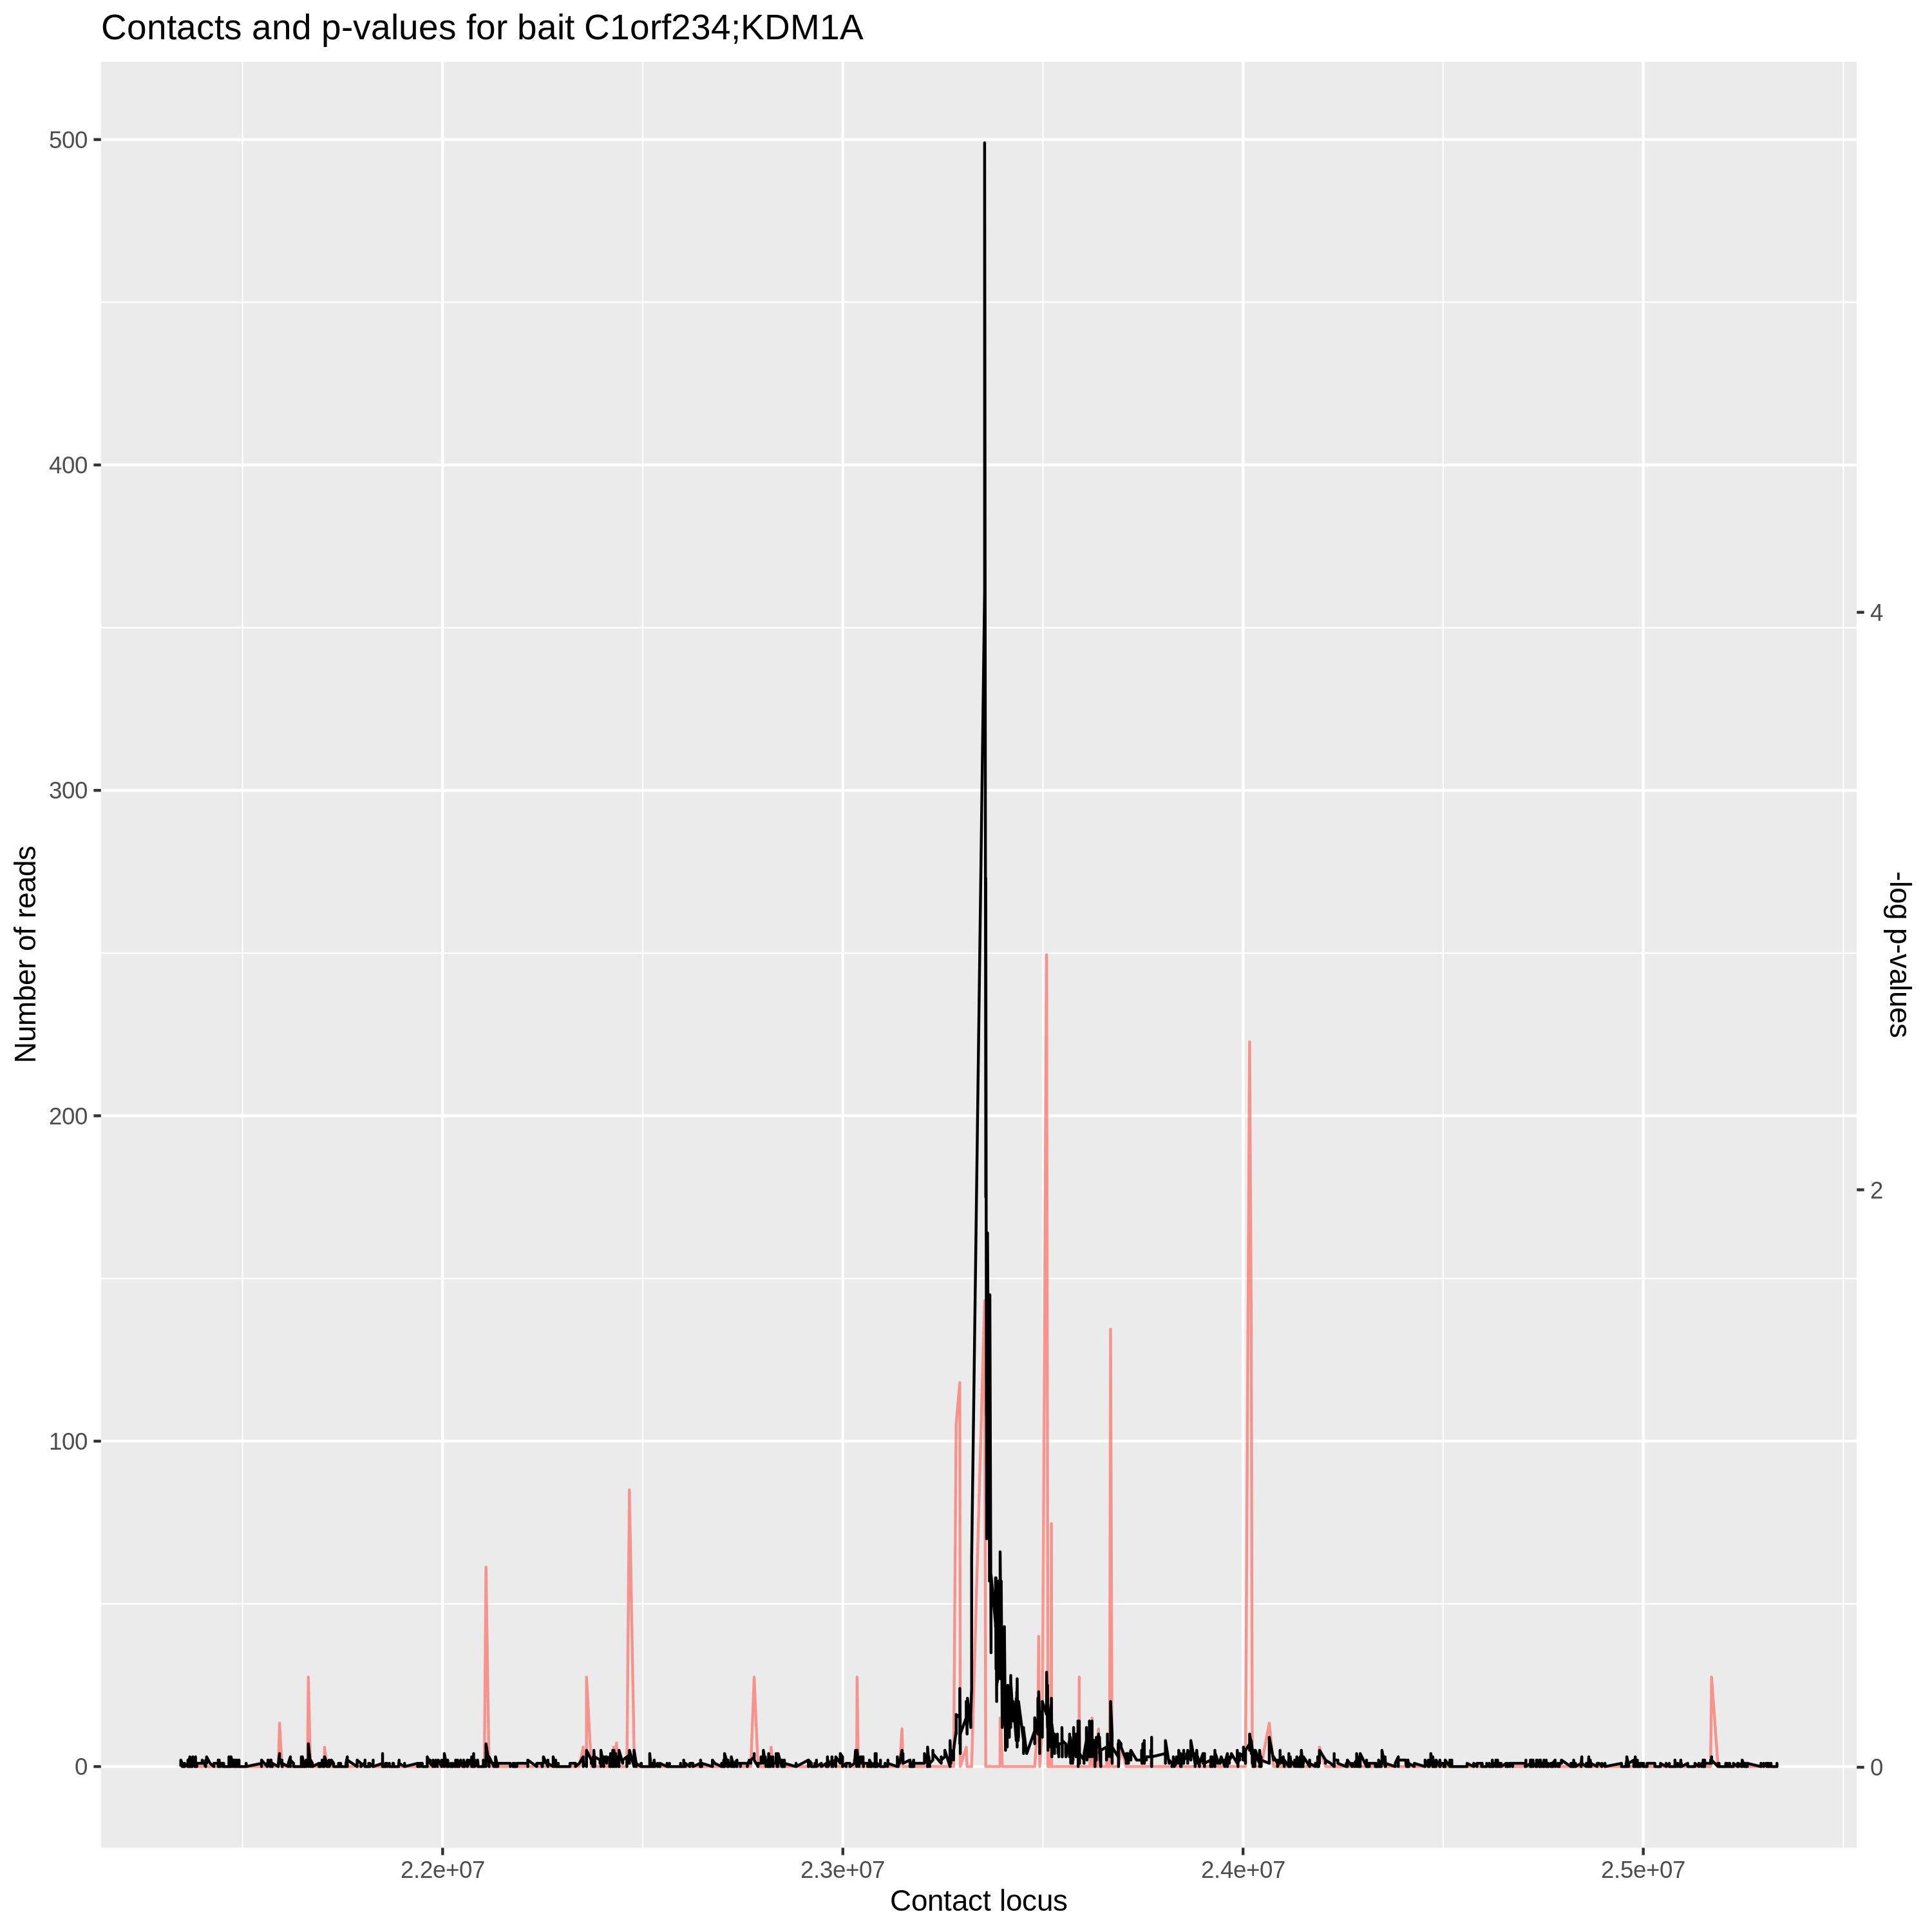 Contacts and p-values for bait C1orf234;KDM1A
500
400
300
200
100
0
Number of reads
4
2
0
-log p-values
2.2e+07 2.3e+07 2.4e+07 2.5e+07
Contact locus